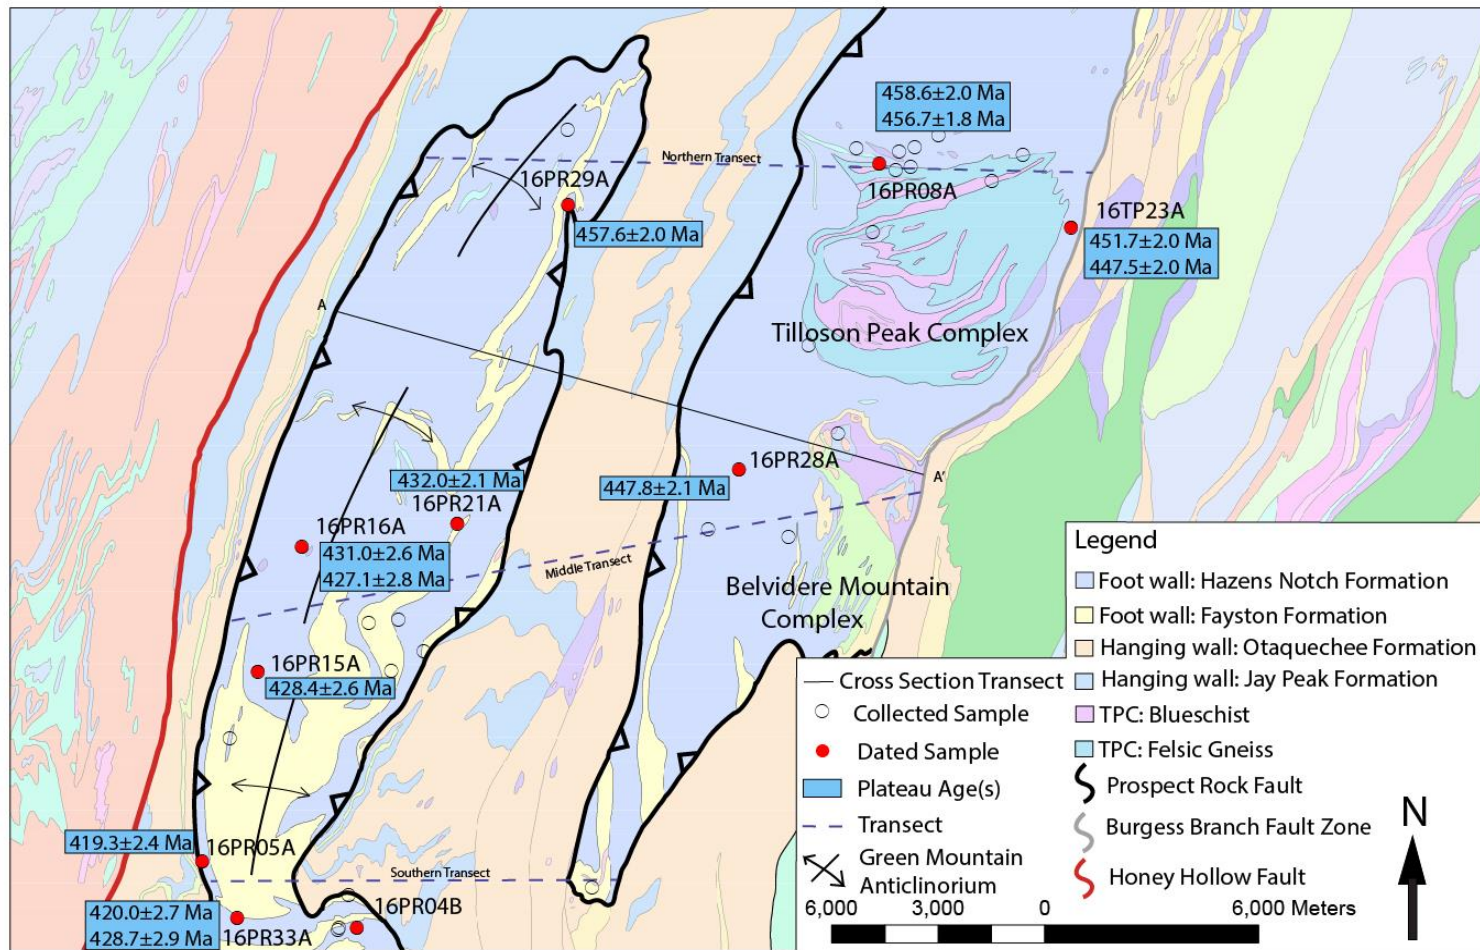 458.6±2.0 Ma
456.7±1.8 Ma
Northern Transect
16PR29A
16PR08A
16TP23A
457.6±2.0 Ma
451.7±2.0 Ma
447.5±2.0 Ma
A
Tilloson Peak Complex
432.0±2.1 Ma
16PR21A
16PR28A
447.8±2.1 Ma
A'
16PR16A
431.0±2.6 Ma
427.1±2.8 Ma
Middle Transect
Belvidere Mountain
Complex
16PR15A
428.4±2.6 Ma
419.3±2.4 Ma
16PR05A
Southern Transect
420.0±2.7 Ma
428.7±2.9 Ma
16PR33A
16PR04B
Legend
Foot wall: Hazens Notch Formation
Foot wall: Fayston Formation
Hanging wall: Otaquechee Formation
Hanging wall: Jay Peak Formation
TPC: Blueschist
TPC: Felsic Gneiss
Prospect Rock Fault
Burgess Branch Fault Zone
Honey Hollow Fault
Cross Section Transect
Collected Sample
Dated Sample
Plateau Age(s)
Transect
Green Mountain
Anticlinorium
6,000 3,000 0 6,000 Meters
N